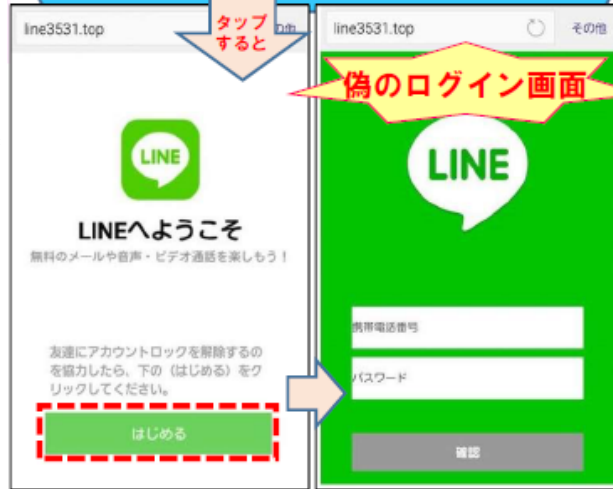 タップ
すると
line3531.top
の他
LINE
LINEへようこそ
無料のメールや音声・ビデオ通話を楽しもう！
友達にアカウントロックを解除するの
を協力したら、下の（はじめる）をク
リックしてください。
はじめる
line3531.top
その他
偽のログイン画面
LINE
携帯電話番号
パスワード
確認